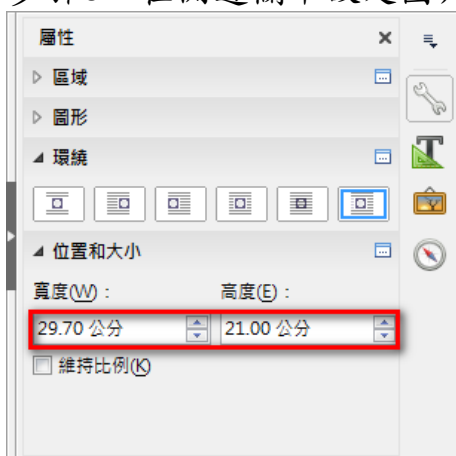 屬性
區域
圖形
環繞
位置和大小
寬度(W)： 高度(E)：
29.70 公分 21.00 公分
維持比例(K)